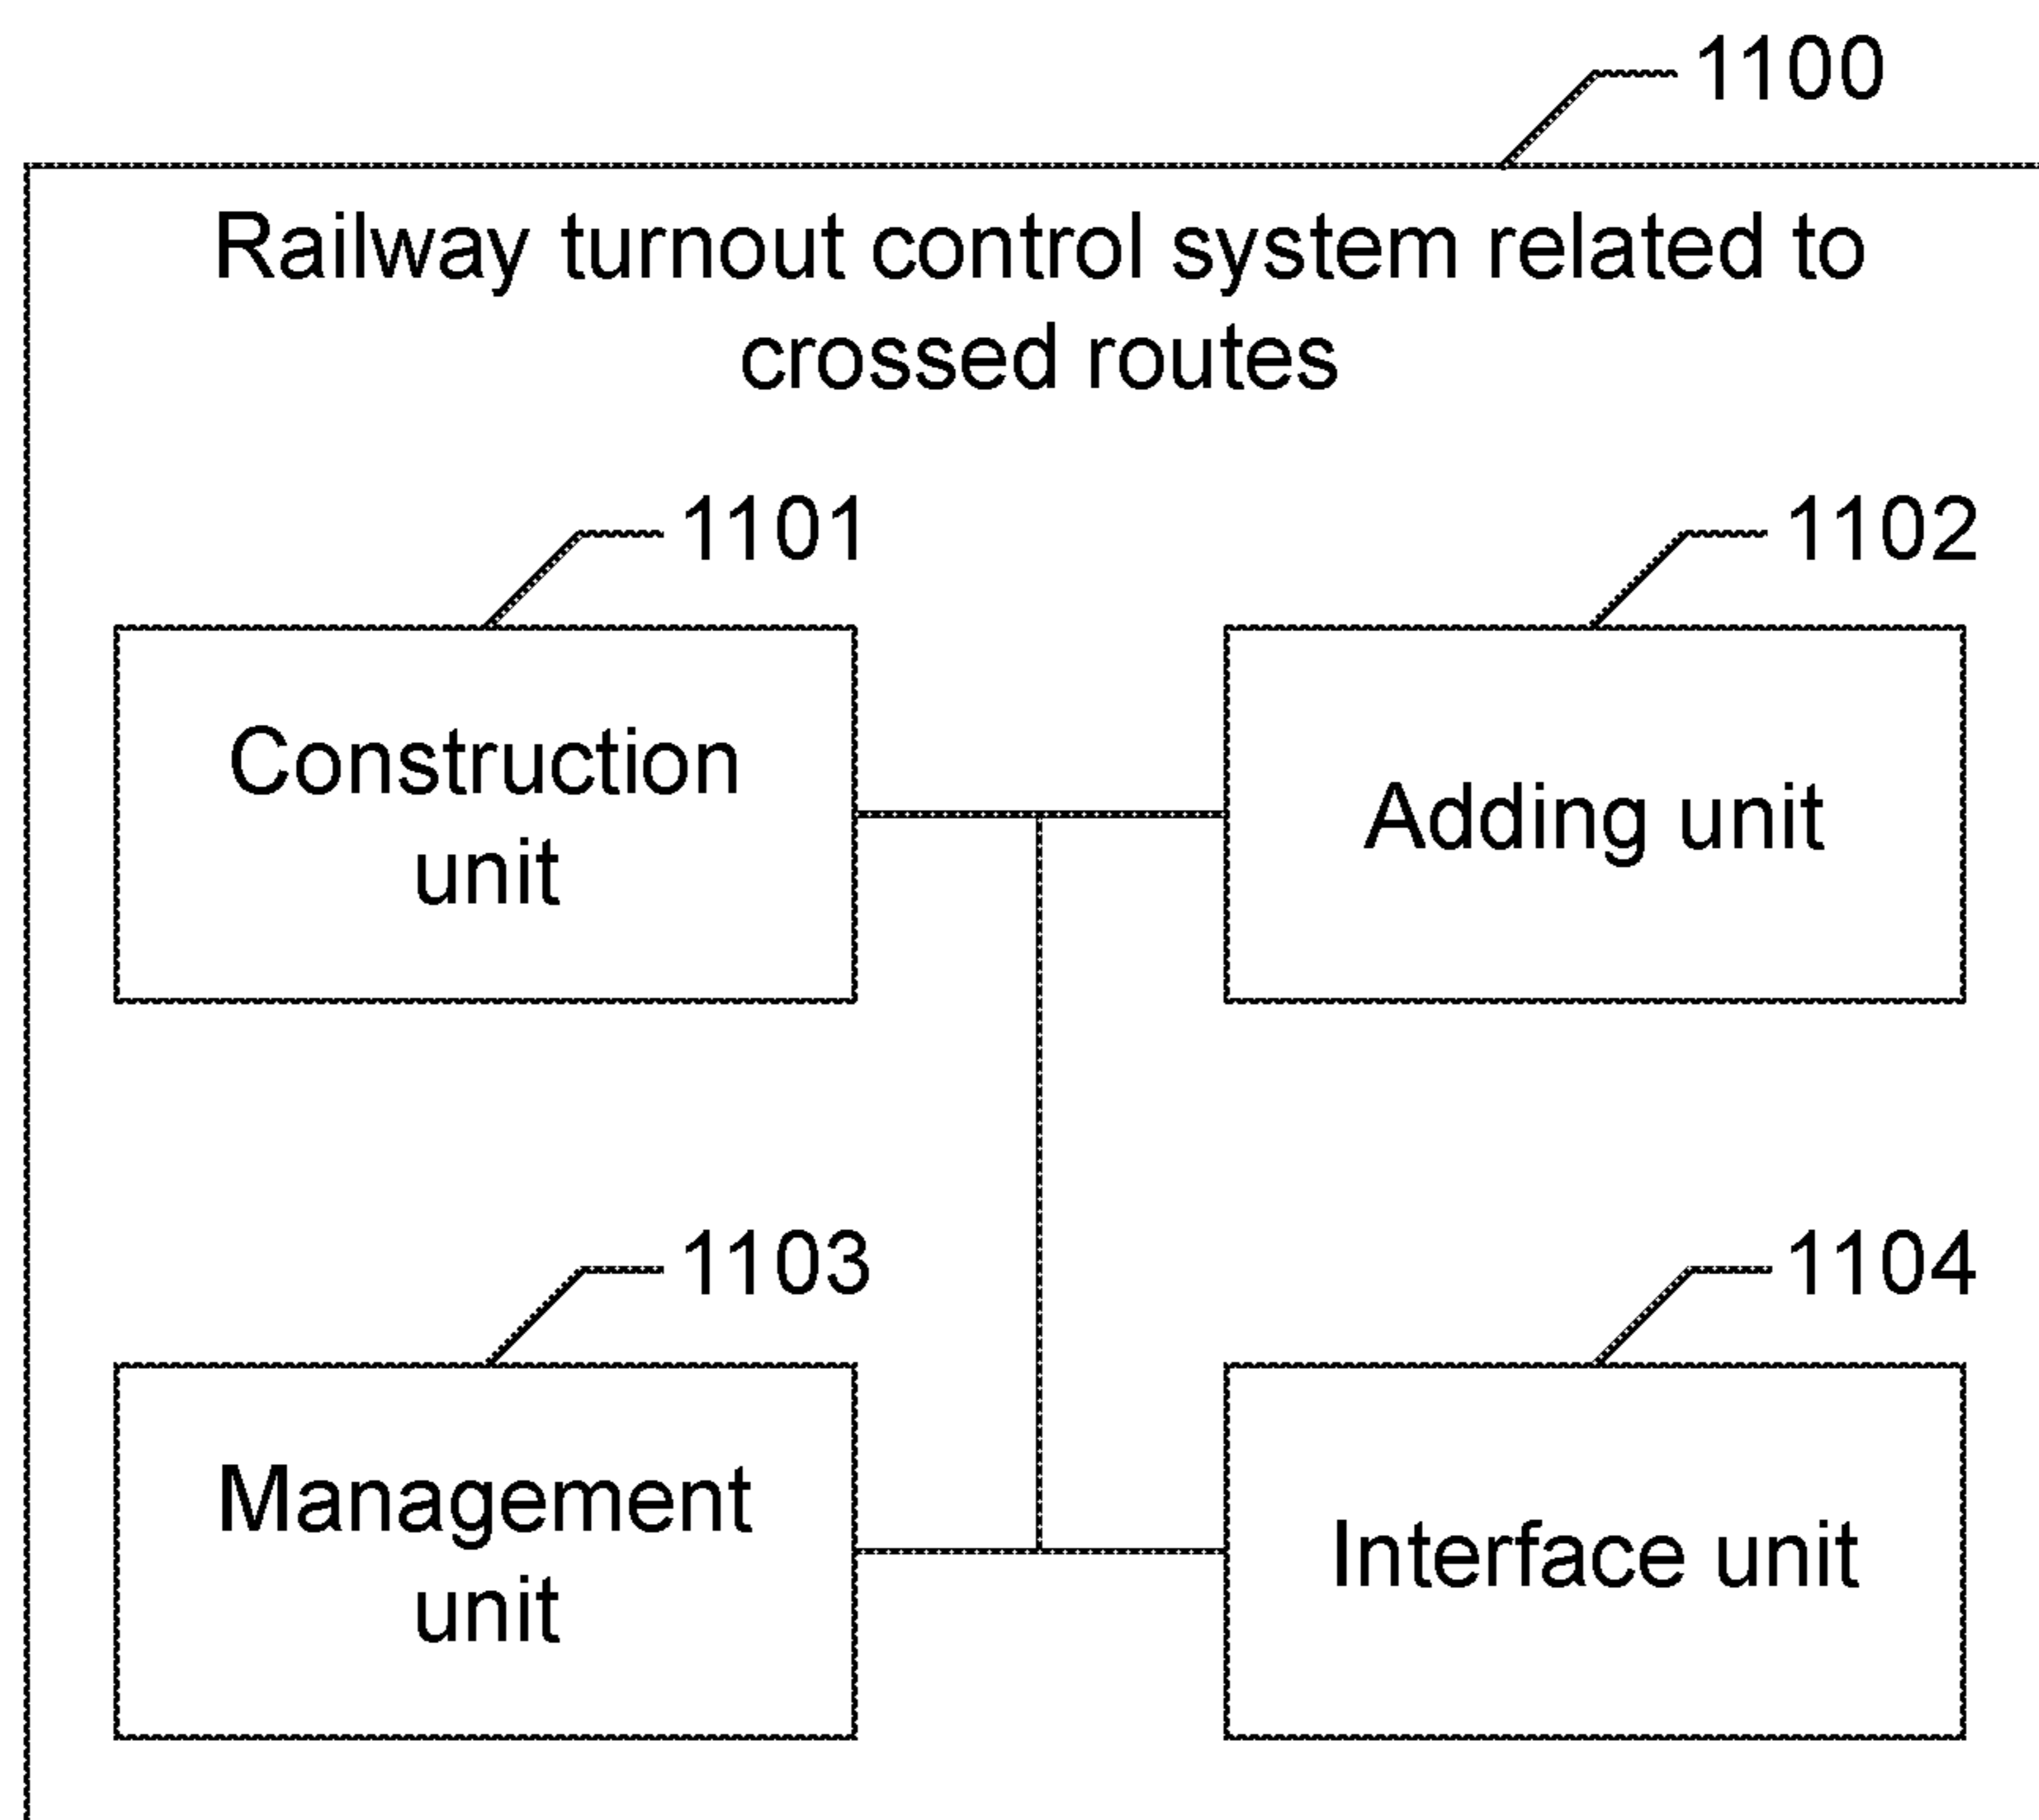 1100
Railway turnout control system related to
crossed routes
1101
1102
Construction
unit
Adding unit
1103
1104
Management
unit
Interface unit